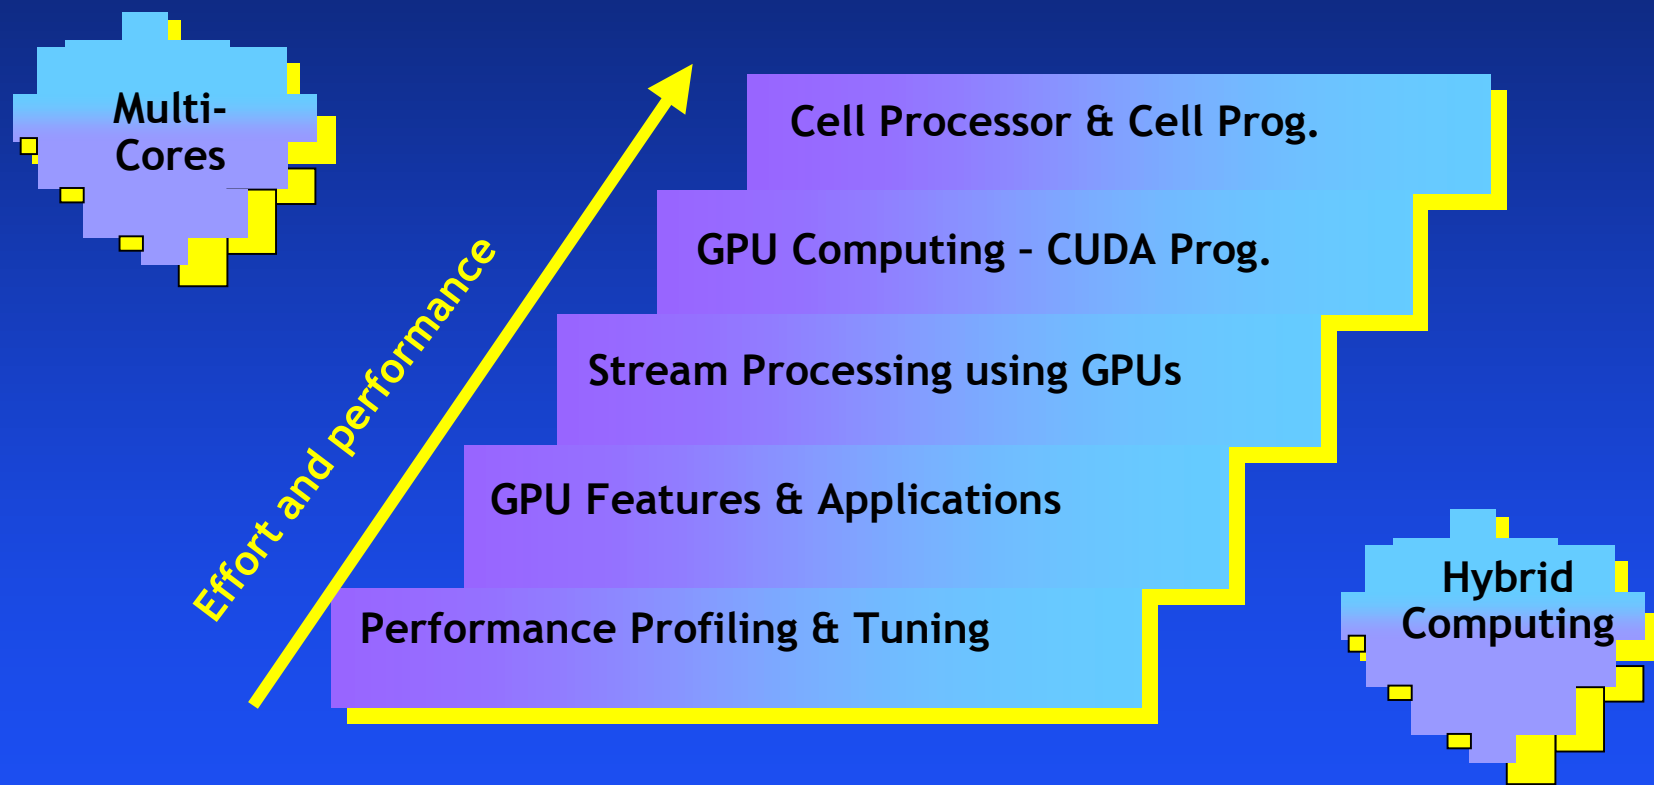 Multi-
Cores
Cell Processor & Cell Prog.
GPU Computing – CUDA Prog.
Stream Processing using GPUs
GPU Features & Applications
Performance Profiling & Tuning
Effort and performance
Hybrid
Computing